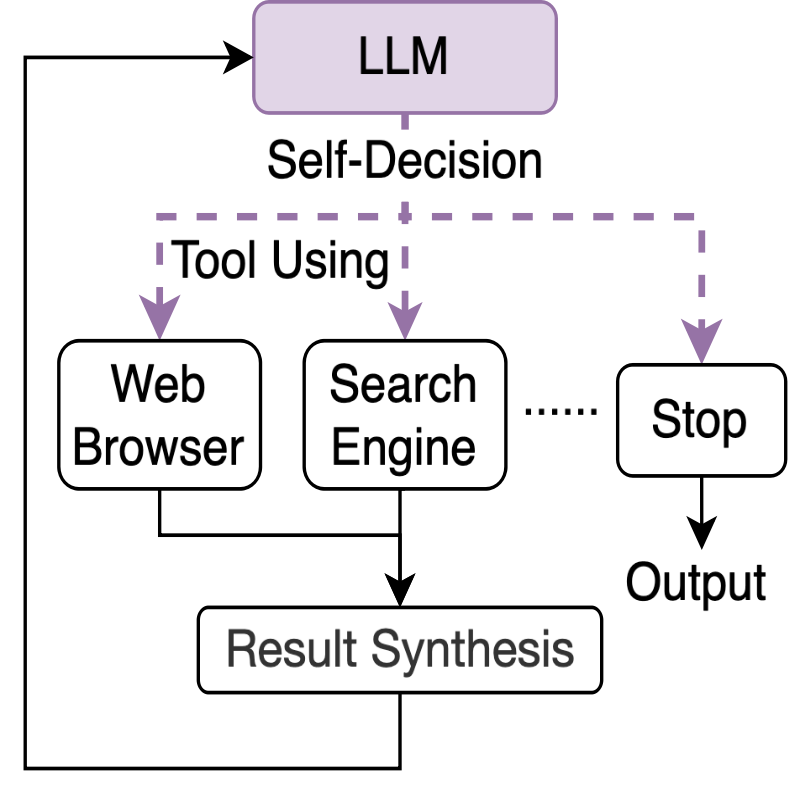 LLM
Self-Decision
Tool Using
Web
Browser
Search
Engine
......
Stop
Output
Result Synthesis